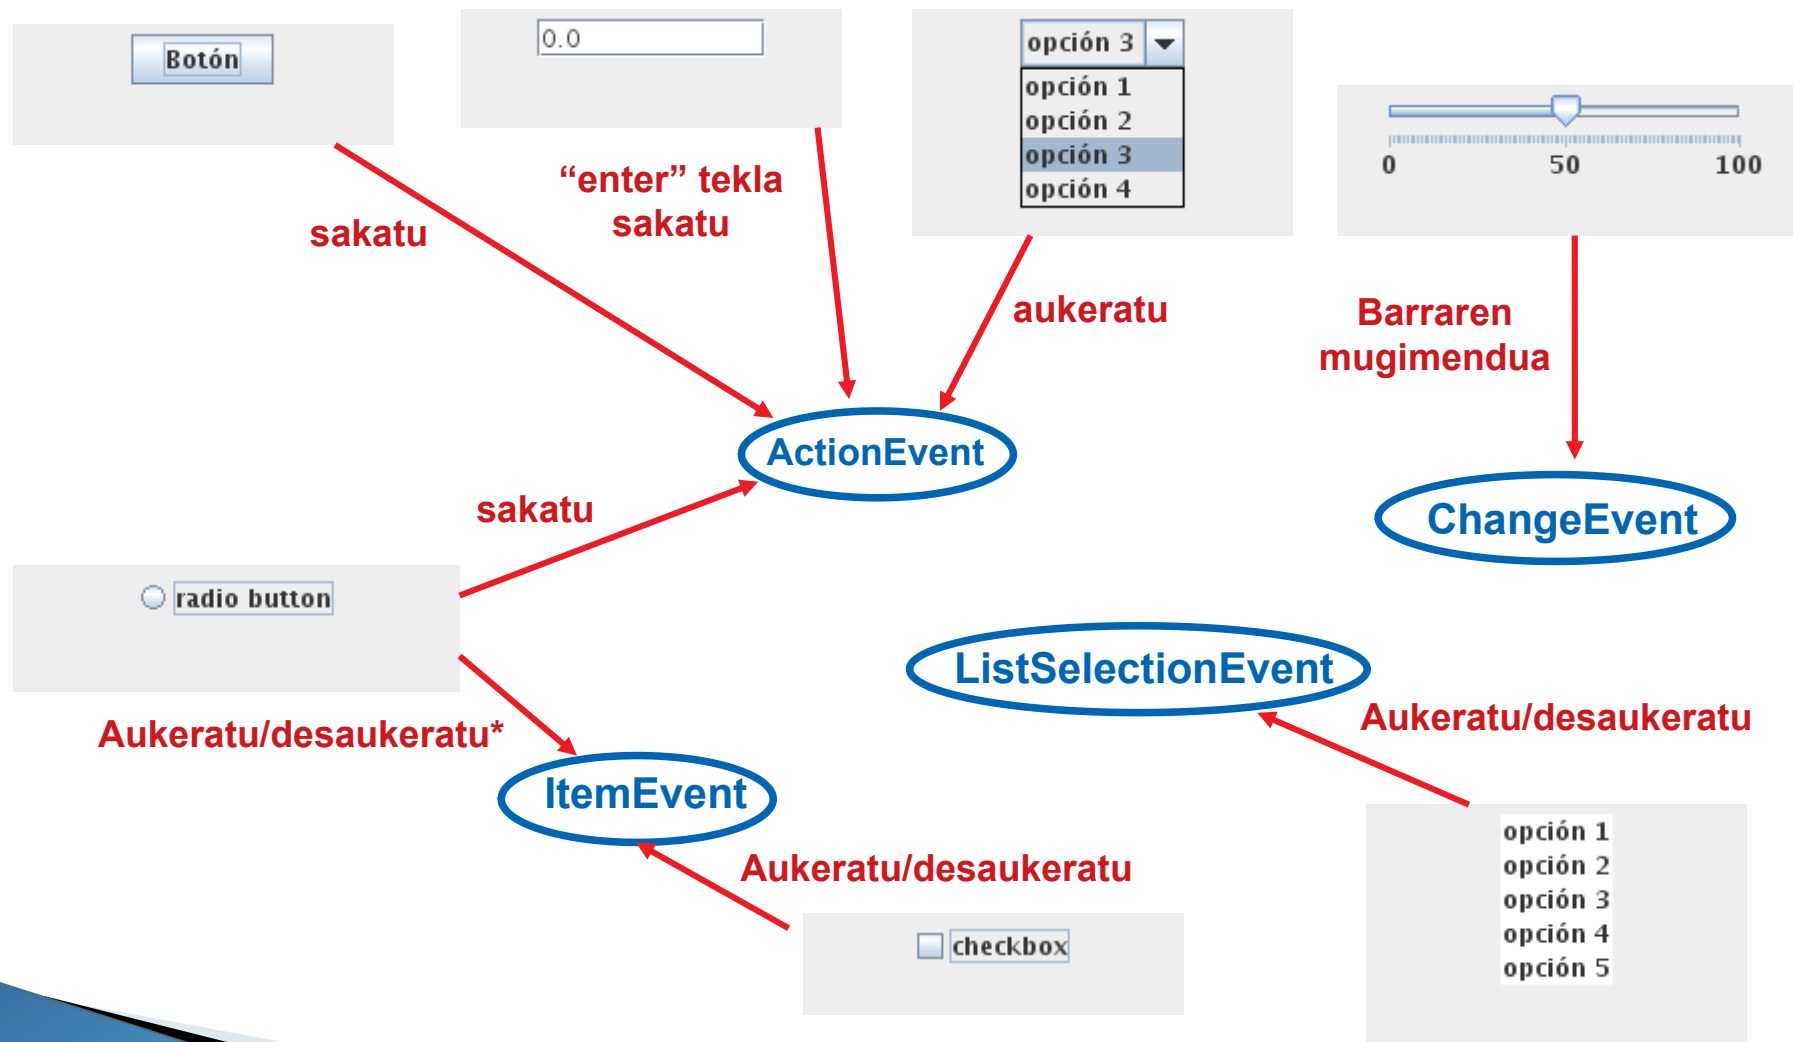 Botón
0.0
opción 3
opción 1
opción 2
opción 3
opción 4
0 50 100
sakatu
“enter” tekla
sakatu
aukeratu
Barraren
mugimendua
ActionEvent
ChangeEvent
sakatu
radio button
Aukeratu/desaukeratu*
ListSelectionEvent
Aukeratu/desaukeratu
ItemEvent
Aukeratu/desaukeratu
checkbox
opción 1
opción 2
opción 3
opción 4
opción 5